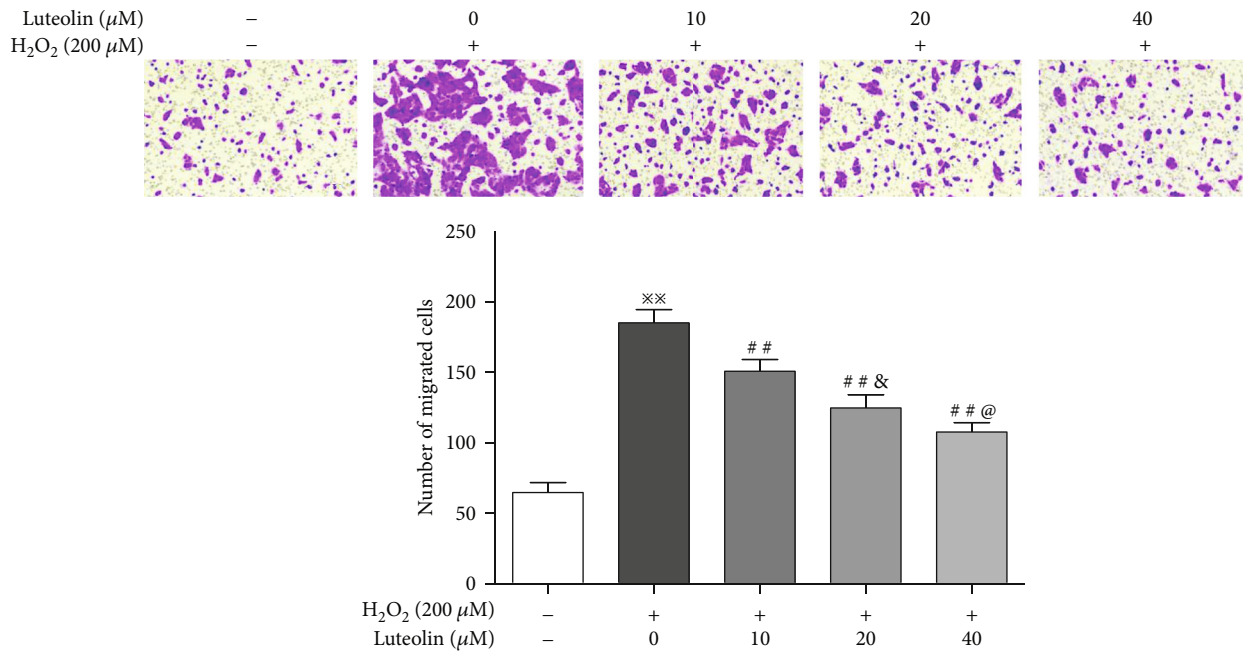 Luteolin (μM) – 0 10 20 40
H₂O₂ (200 μM) – + + + +
250
200
150
100
50
0
Number of migrated cells
※※
# #
# # &
# # @
H₂O₂ (200 μM) – + + + +
Luteolin (μM) – 0 10 20 40